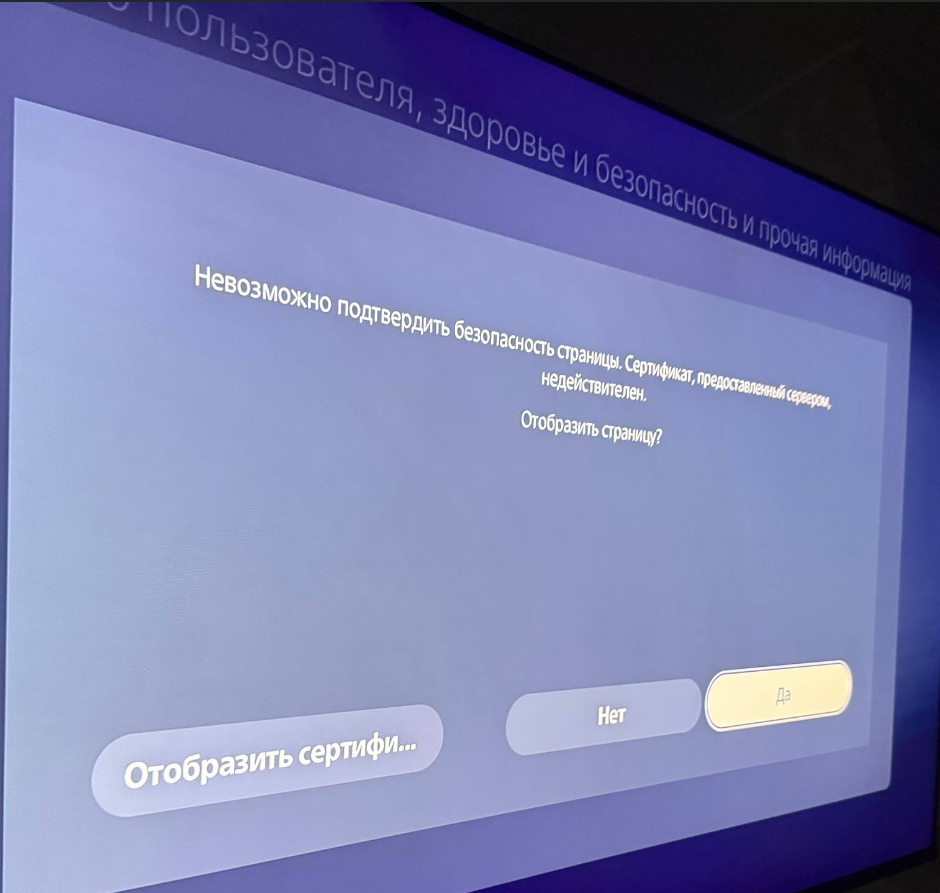 пользователя, здоровье и безопасность и прочая информация
Невозможно подтвердить безопасность страницы. Сертификат, предоставленный сервером,
недействителен.
Отобразить страницу?
Отобразить сертифи...
Нет
Да